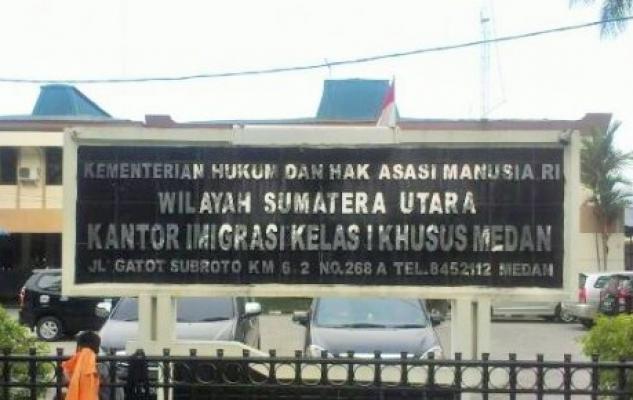 KEMENTERIAN HUKUM DAN HAK ASASI MANUSIA RI
WILAYAH SUMATERA UTARA
KANTOR IMIGRASI KELAS I KHUSUS MEDAN
JL GATOT SUBROTO KM 6.2 NO.268 A TEL.8452112 MEDAN